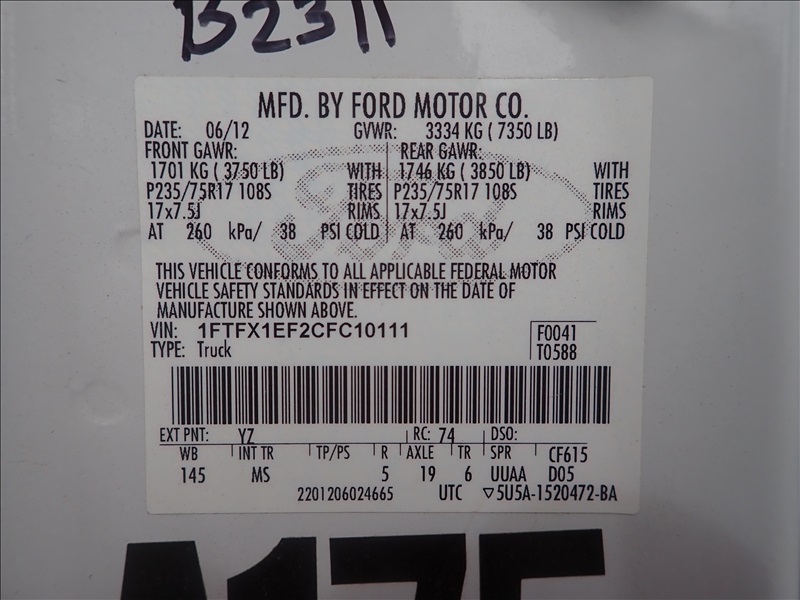 B2311
MFD. BY FORD MOTOR CO.
DATE: 06/12 GVWR: 3334 KG ( 7350 LB)
FRONT GAWR: REAR GAWR:
1701 KG ( 3750 LB) WITH 1746 KG ( 3850 LB) WITH
P235/75R17 108S TIRES P235/75R17 108S TIRES
17x7.5J RIMS 17x7.5J RIMS
AT 260 kPa/ 38 PSI COLD AT 260 kPa/ 38 PSI COLD
Ford
THIS VEHICLE CONFORMS TO ALL APPLICABLE FEDERAL MOTOR
VEHICLE SAFETY STANDARDS IN EFFECT ON THE DATE OF
MANUFACTURE SHOWN ABOVE.
VIN: 1FTFX1EF2CFC10111 F0041
TYPE: Truck T0588
EXT PNT: YZ RC: 74 DSO:
WB INT TR TP/PS R AXLE TR SPR CF615
145 MS 5 19 6 UUAA D05
2201206024665 UTC ▽5U5A-1520472-BA